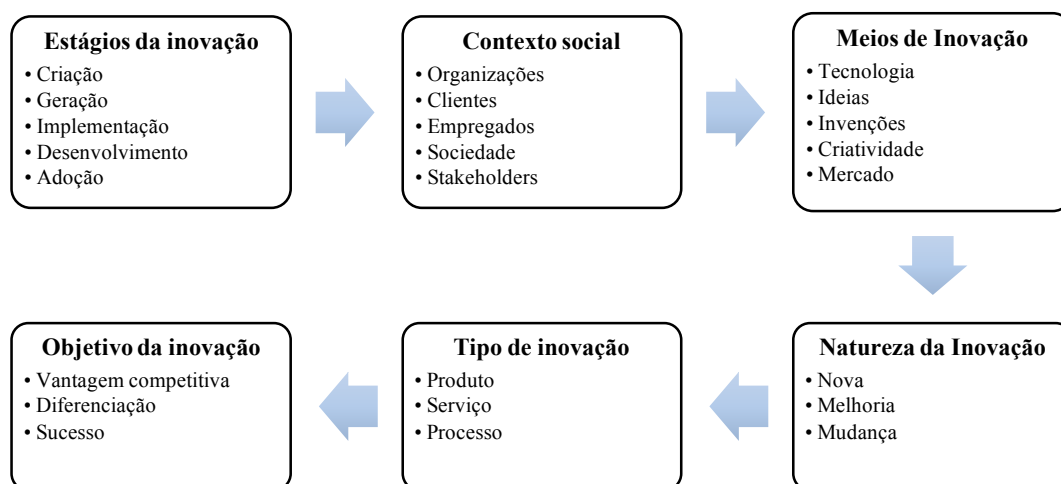 Estágios da inovação
• Criação
• Geração
• Implementação
• Desenvolvimento
• Adoção
Contexto social
• Organizações
• Clientes
• Empregados
• Sociedade
• Stakeholders
Meios de Inovação
• Tecnologia
• Ideias
• Invenções
• Criatividade
• Mercado
Natureza da Inovação
• Nova
• Melhoria
• Mudança
Tipo de inovação
• Produto
• Serviço
• Processo
Objetivo da inovação
• Vantagem competitiva
• Diferenciação
• Sucesso